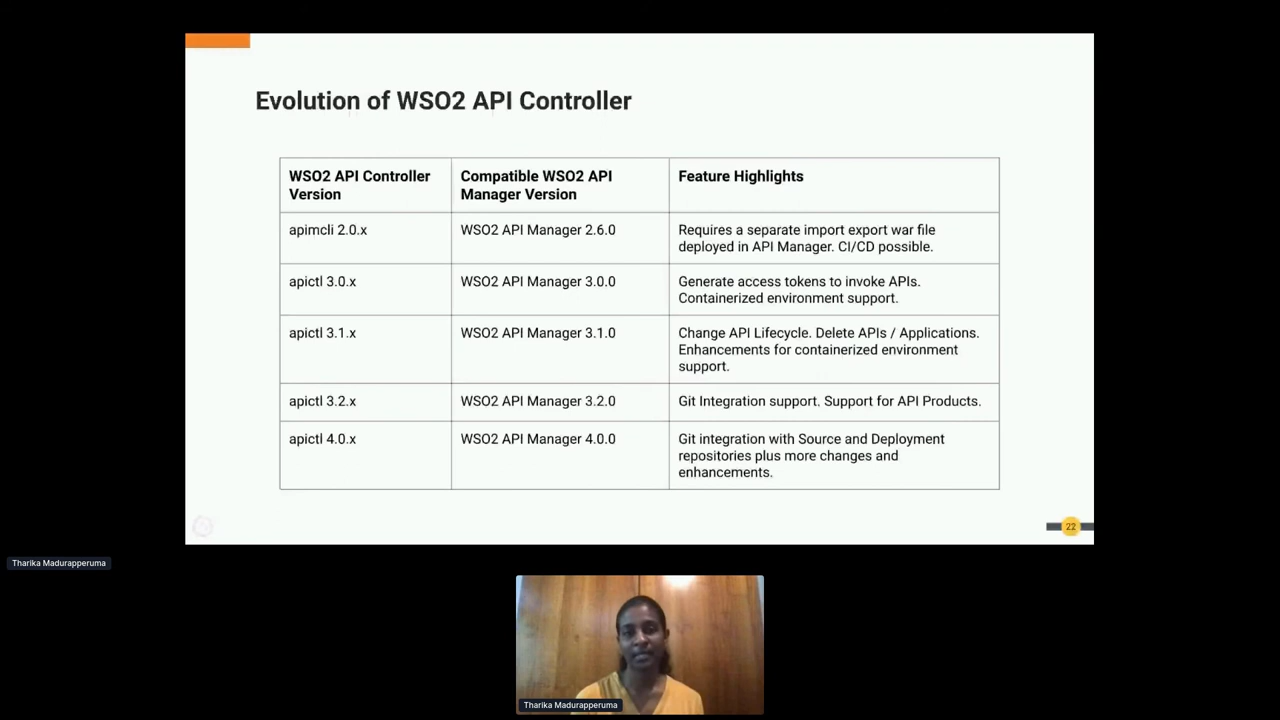 Evolution of WSO2 API Controller
WSO2 API Controller
Version
Compatible WSO2 API
Manager Version
Feature Highlights
apimcli 2.0.x
WSO2 API Manager 2.6.0
Requires a separate import export war file
deployed in API Manager. CI/CD possible.
apictl 3.0.x
WSO2 API Manager 3.0.0
Generate access tokens to invoke APIs.
Containerized environment support.
apictl 3.1.x
WSO2 API Manager 3.1.0
Change API Lifecycle. Delete APIs / Applications.
Enhancements for containerized environment
support.
apictl 3.2.x
WSO2 API Manager 3.2.0
Git Integration support. Support for API Products.
apictl 4.0.x
WSO2 API Manager 4.0.0
Git integration with Source and Deployment
repositories plus more changes and
enhancements.
22
Tharika Madurapperuma
Tharika Madurapperuma